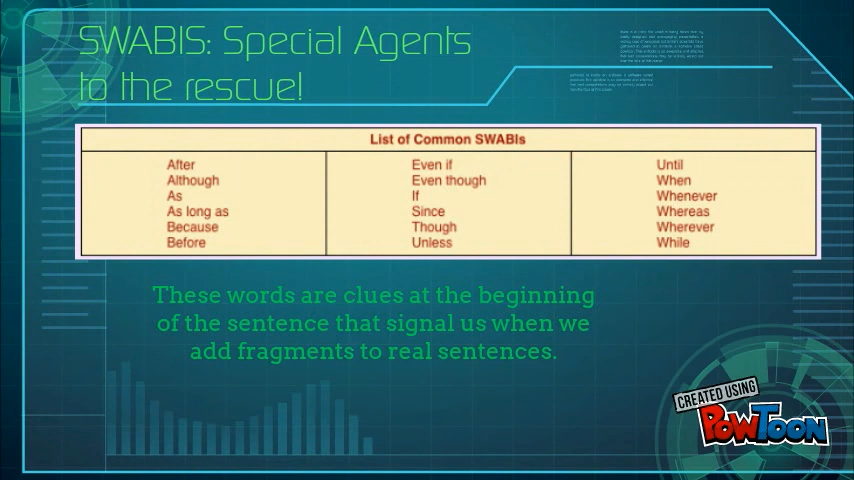 SWABIS: Special Agents
to the rescue!
List of Common SWABIs
After
Although
As
As long as
Because
Before
Even if
Even though
If
Since
Though
Unless
Until
When
Whenever
Whereas
Wherever
While
These words are clues at the beginning
of the sentence that signal us when we
add fragments to real sentences.
CREATED USING
POWTOON